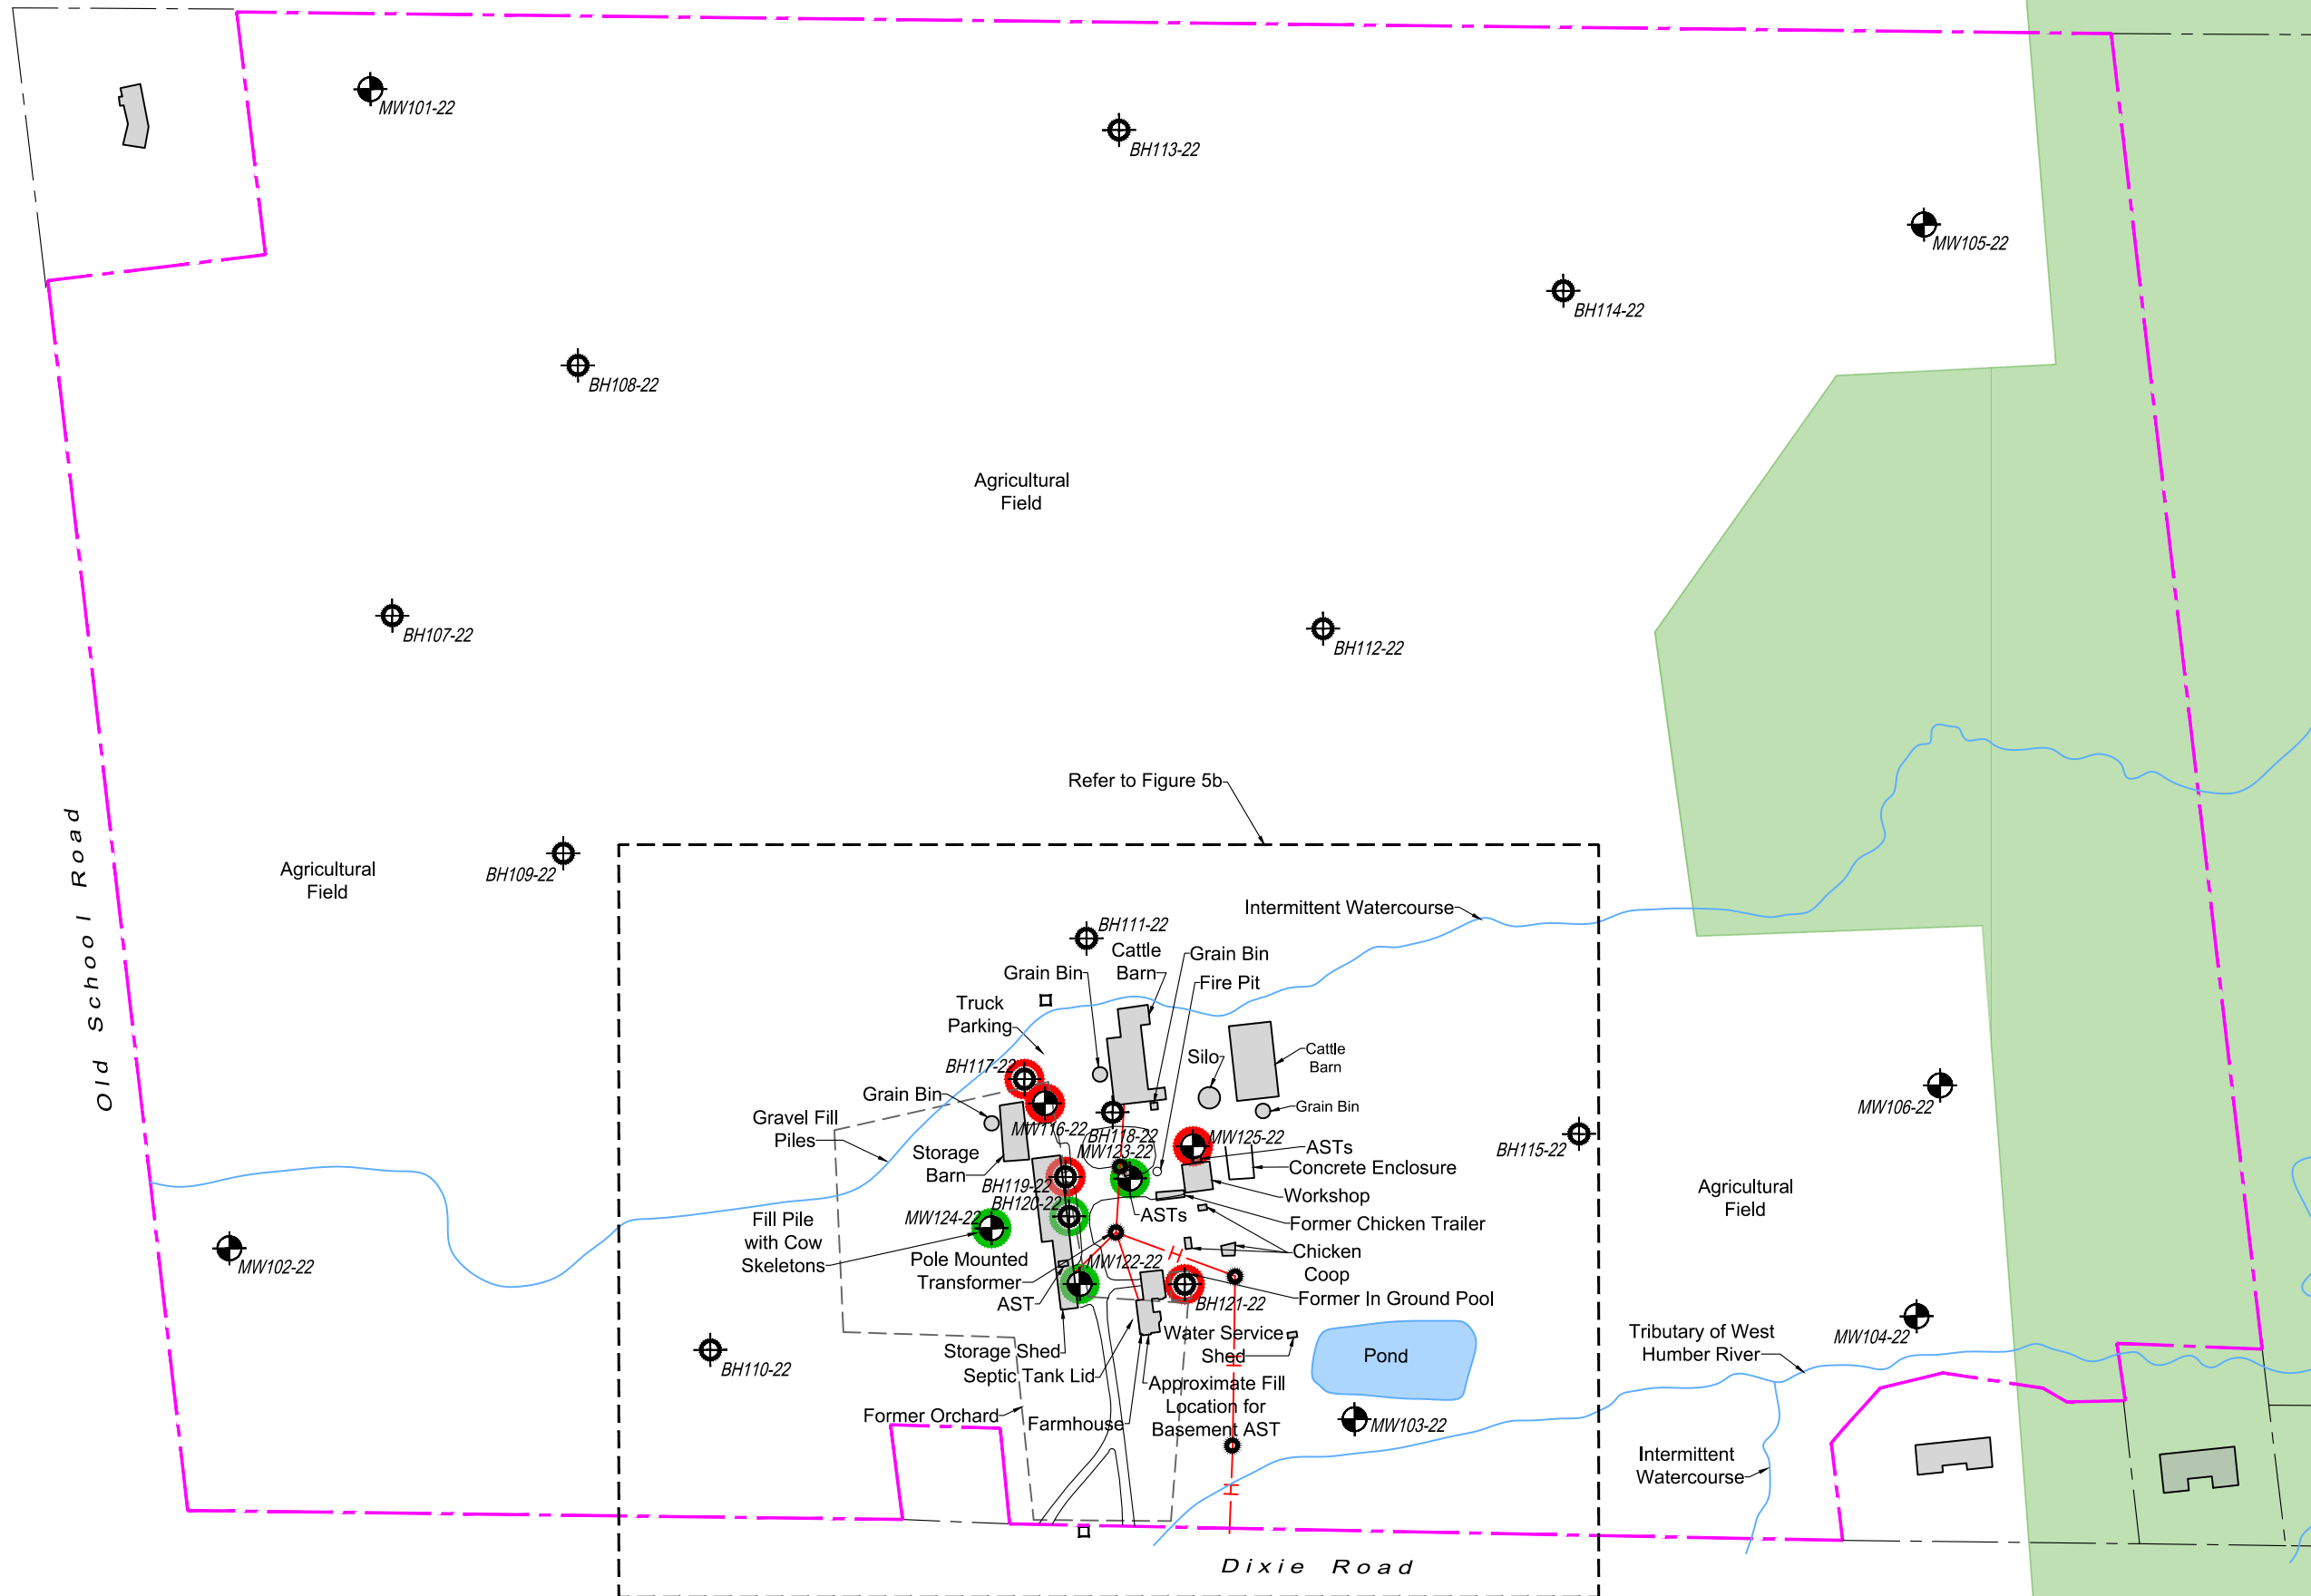 MW101-22
BH113-22
MW105-22
BH114-22
BH108-22
Agricultural
Field
BH107-22
BH112-22
Refer to Figure 5b
Old School Road
Agricultural
Field
BH109-22
Intermittent Watercourse
BH111-22
Cattle
Barn
Grain Bin
Grain Bin
Fire Pit
Truck
Parking
Silo
Cattle
Barn
BH117-22
Grain Bin
Grain Bin
MW106-22
Gravel Fill
Piles
MW116-22
BH118-22
MW125-22
BH115-22
Storage
Barn
MW123-22
ASTs
Concrete Enclosure
BH119-22
Workshop
Agricultural
Field
BH120-22
ASTs
Former Chicken Trailer
MW124-22
Fill Pile
with Cow
Skeletons
Chicken
Coop
MW102-22
Pole Mounted
Transformer
MW122-22
H
AST
BH121-22
Former In Ground Pool
Water Service
Shed
H
Tributary of West
Humber River
MW104-22
Storage Shed
Pond
BH110-22
Septic Tank Lid
Approximate Fill
Location for
Basement AST
Former Orchard
Farmhouse
MW103-22
Intermittent
Watercourse
H
Dixie Road